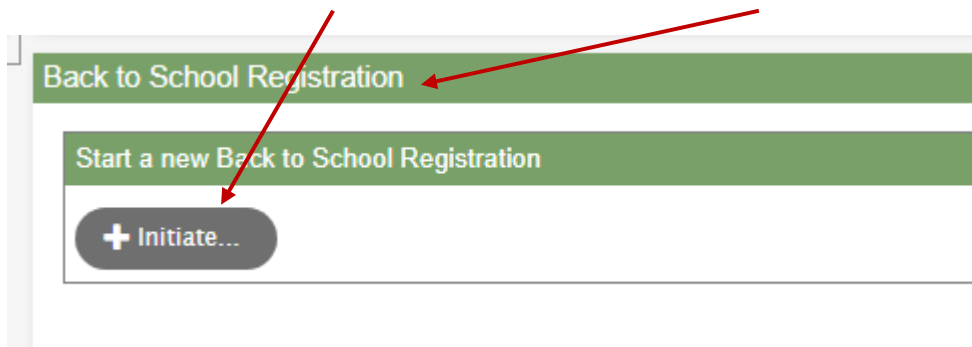 Back to School Registration
Start a new Back to School Registration
Initiate...